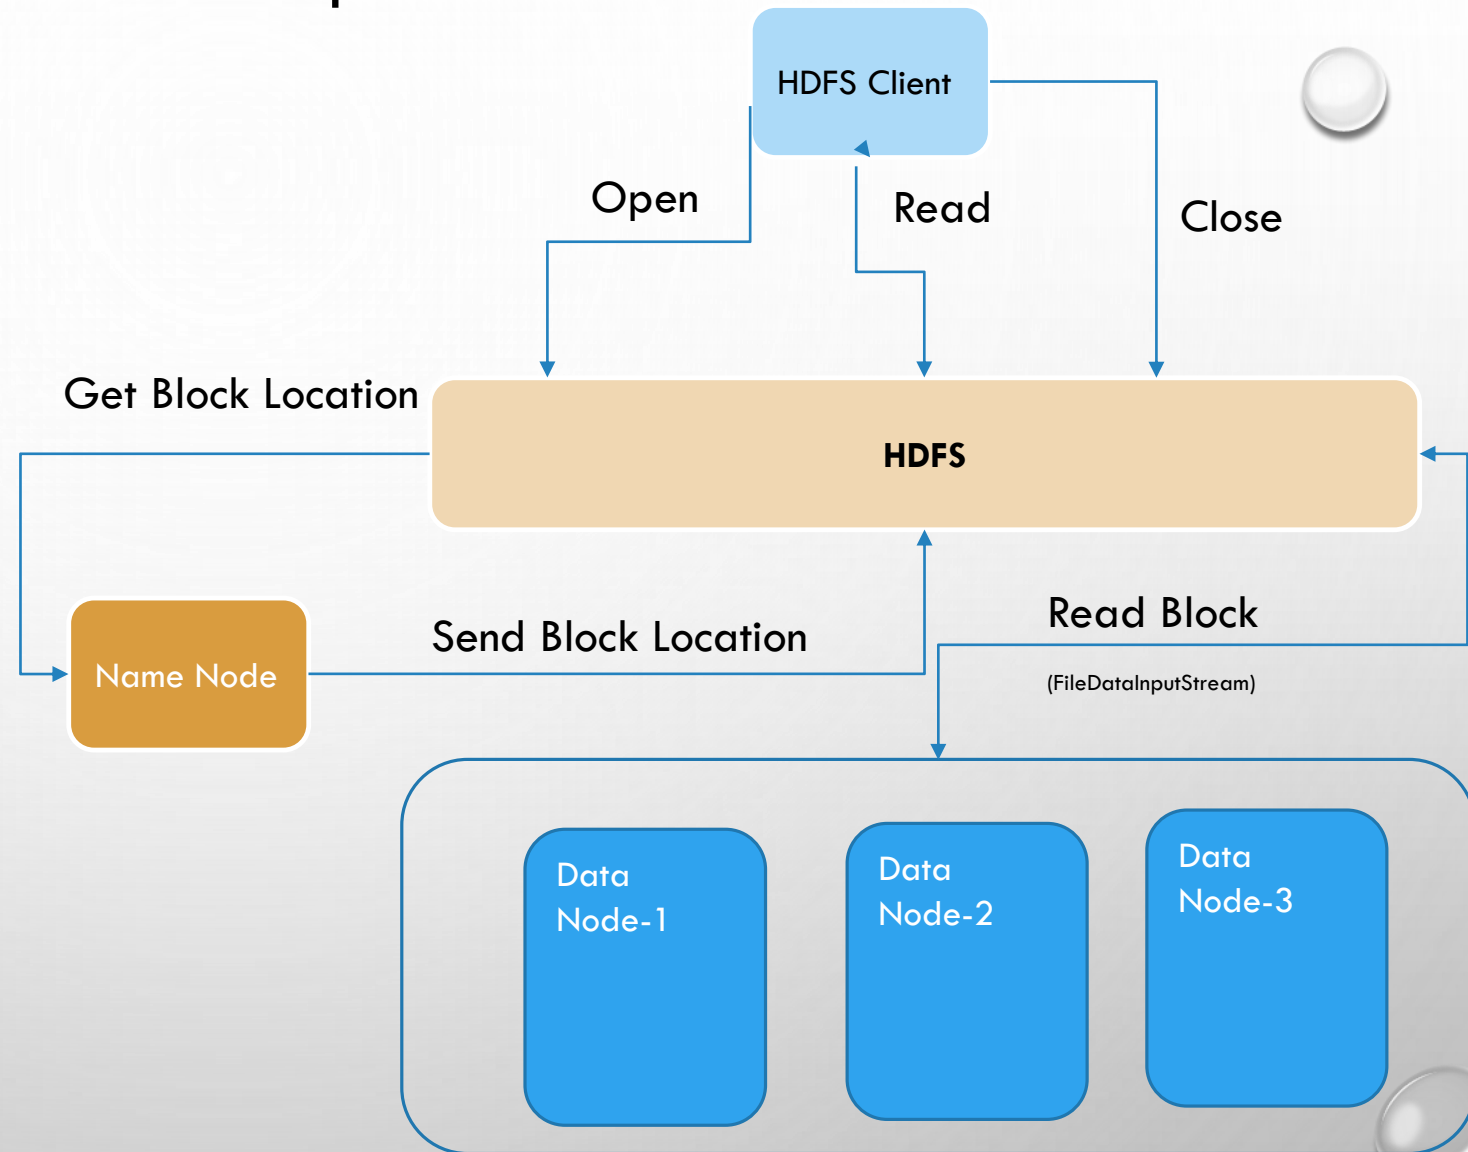 HDFS Client
Open
Read
Close
Get Block Location
HDFS
Send Block Location
Read Block
Name Node
(FileDataInputStream)
Data
Node-1
Data
Node-2
Data
Node-3